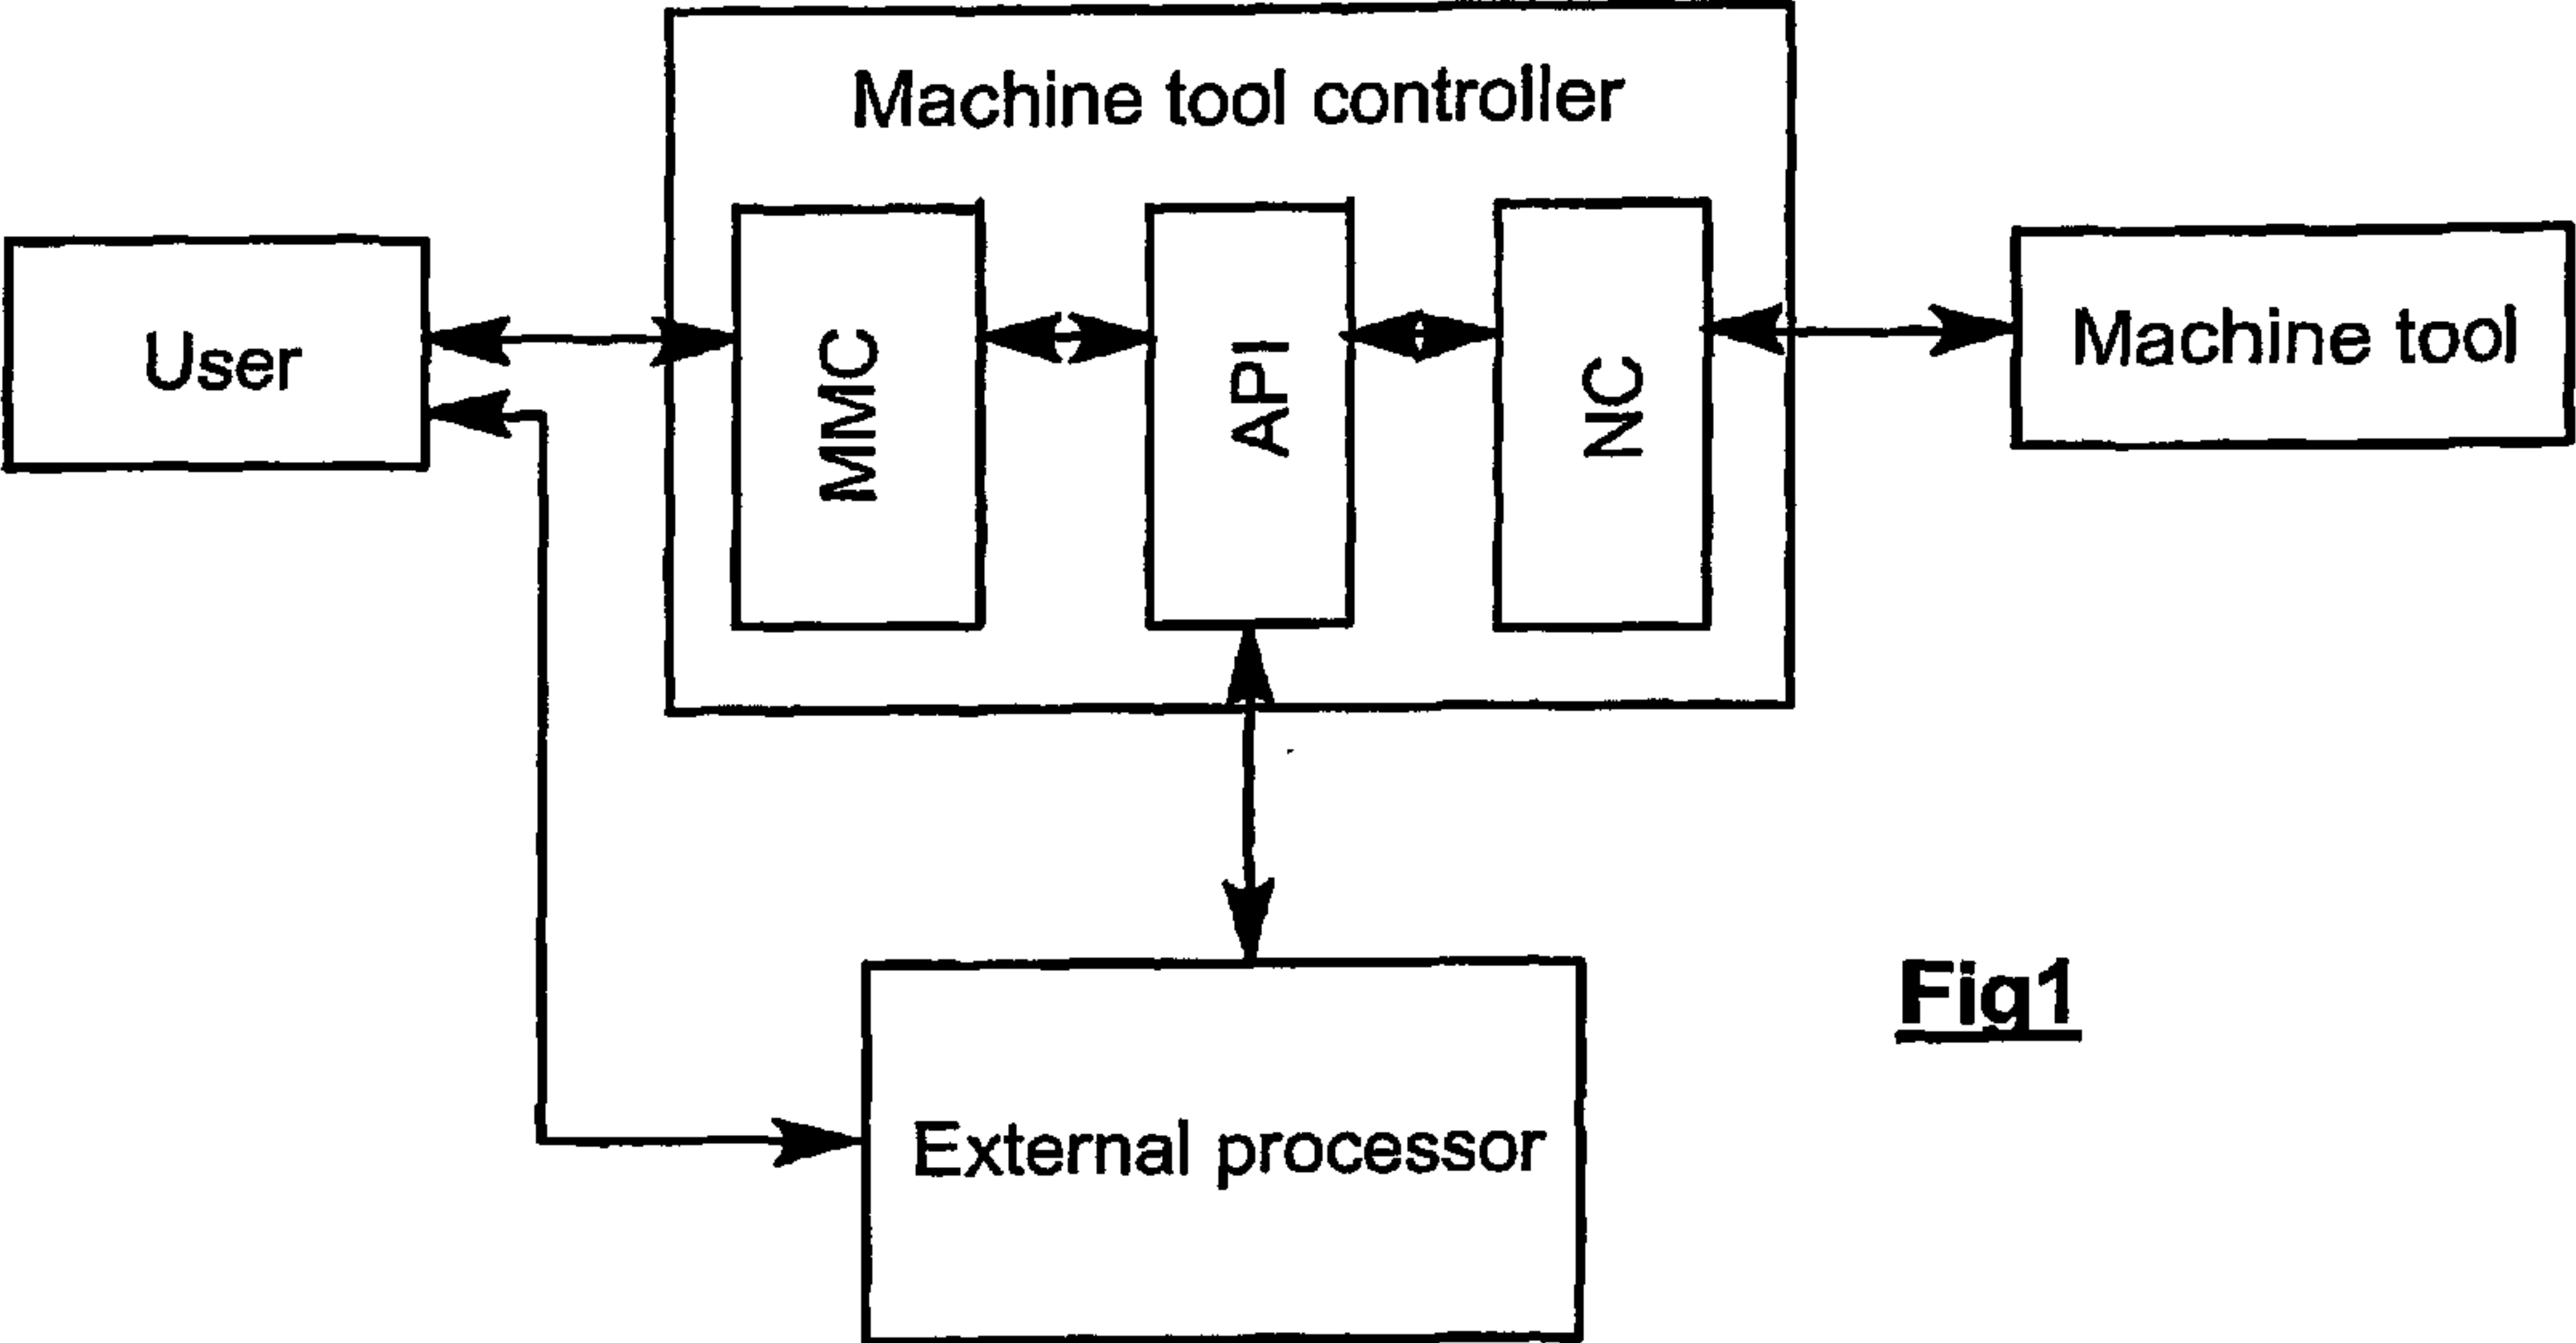 Machine tool controller
User
MMC
API
NC
Machine tool
External processor
Fig1